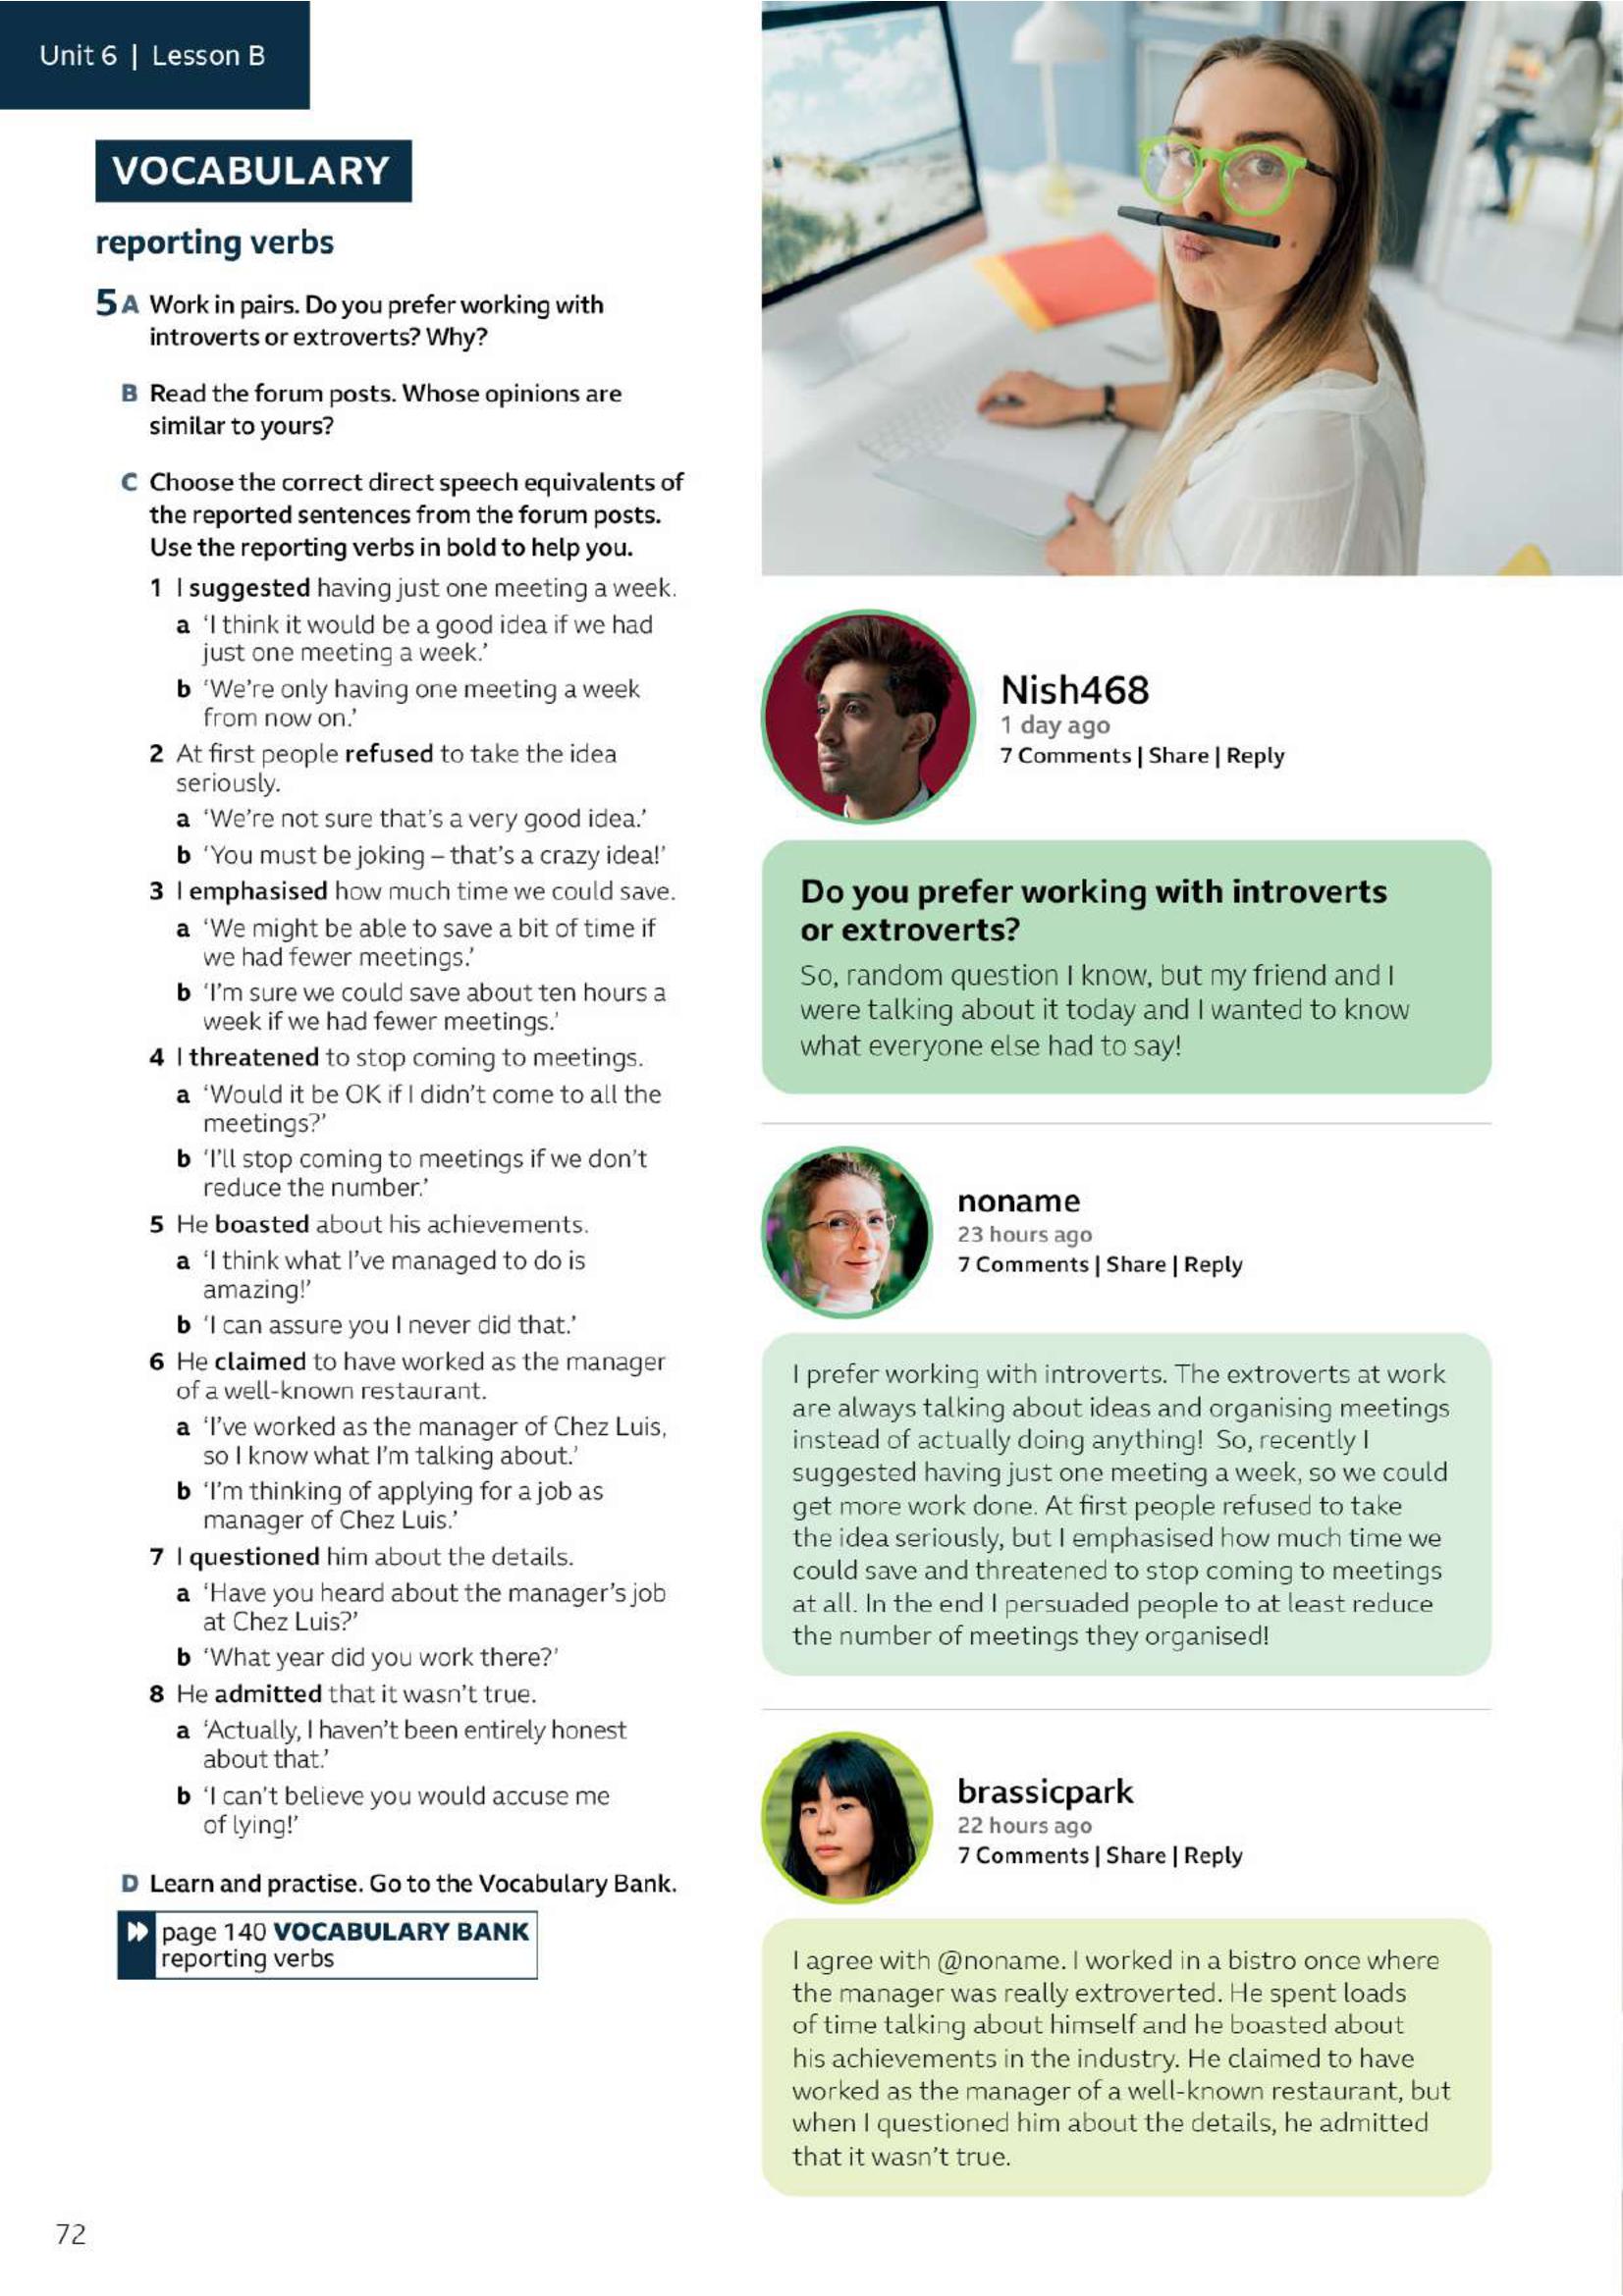 Unit 6 | Lesson B
VOCABULARY
reporting verbs
5 A Work in pairs. Do you prefer working with
introverts or extroverts? Why?
B Read the forum posts. Whose opinions are
similar to yours?
C Choose the correct direct speech equivalents of
the reported sentences from the forum posts.
Use the reporting verbs in bold to help you.
1 I suggested having just one meeting a week.
a ‘I think it would be a good idea if we had
just one meeting a week.’
b ‘We're only having one meeting a week
from now on.’
2 At first people refused to take the idea
seriously.
a ‘We're not sure that's a very good idea.’
b ‘You must be joking – that's a crazy idea!’
3 I emphasised how much time we could save.
a ‘We might be able to save a bit of time if
we had fewer meetings.’
b ‘I'm sure we could save about ten hours a
week if we had fewer meetings.’
4 I threatened to stop coming to meetings.
a ‘Would it be OK if I didn't come to all the
meetings?’
b ‘I'll stop coming to meetings if we don't
reduce the number.’
5 He boasted about his achievements.
a ‘I think what I've managed to do is
amazing!’
b ‘I can assure you I never did that.’
6 He claimed to have worked as the manager
of a well-known restaurant.
a ‘I've worked as the manager of Chez Luis,
so I know what I'm talking about.’
b ‘I'm thinking of applying for a job as
manager of Chez Luis.’
7 I questioned him about the details.
a ‘Have you heard about the manager's job
at Chez Luis?’
b ‘What year did you work there?’
8 He admitted that it wasn't true.
a ‘Actually, I haven't been entirely honest
about that.’
b ‘I can't believe you would accuse me
of lying!’
D Learn and practise. Go to the Vocabulary Bank.
page 140 VOCABULARY BANK
reporting verbs
Nish468
1 day ago
7 Comments | Share | Reply
Do you prefer working with introverts
or extroverts?
So, random question I know, but my friend and I
were talking about it today and I wanted to know
what everyone else had to say!
noname
23 hours ago
7 Comments | Share | Reply
I prefer working with introverts. The extroverts at work
are always talking about ideas and organising meetings
instead of actually doing anything! So, recently I
suggested having just one meeting a week, so we could
get more work done. At first people refused to take
the idea seriously, but I emphasised how much time we
could save and threatened to stop coming to meetings
at all. In the end I persuaded people to at least reduce
the number of meetings they organised!
brassicpark
22 hours ago
7 Comments | Share | Reply
I agree with @noname. I worked in a bistro once where
the manager was really extroverted. He spent loads
of time talking about himself and he boasted about
his achievements in the industry. He claimed to have
worked as the manager of a well-known restaurant, but
when I questioned him about the details, he admitted
that it wasn't true.
72